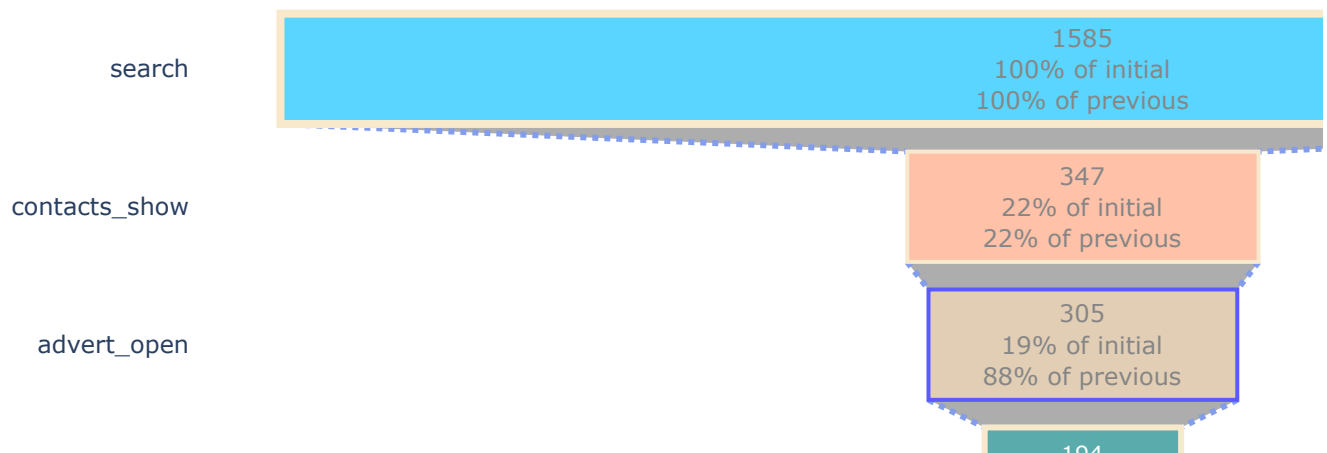 search
1585
100% of initial
100% of previous
contacts_show
347
22% of initial
22% of previous
advert_open
305
19% of initial
88% of previous
194